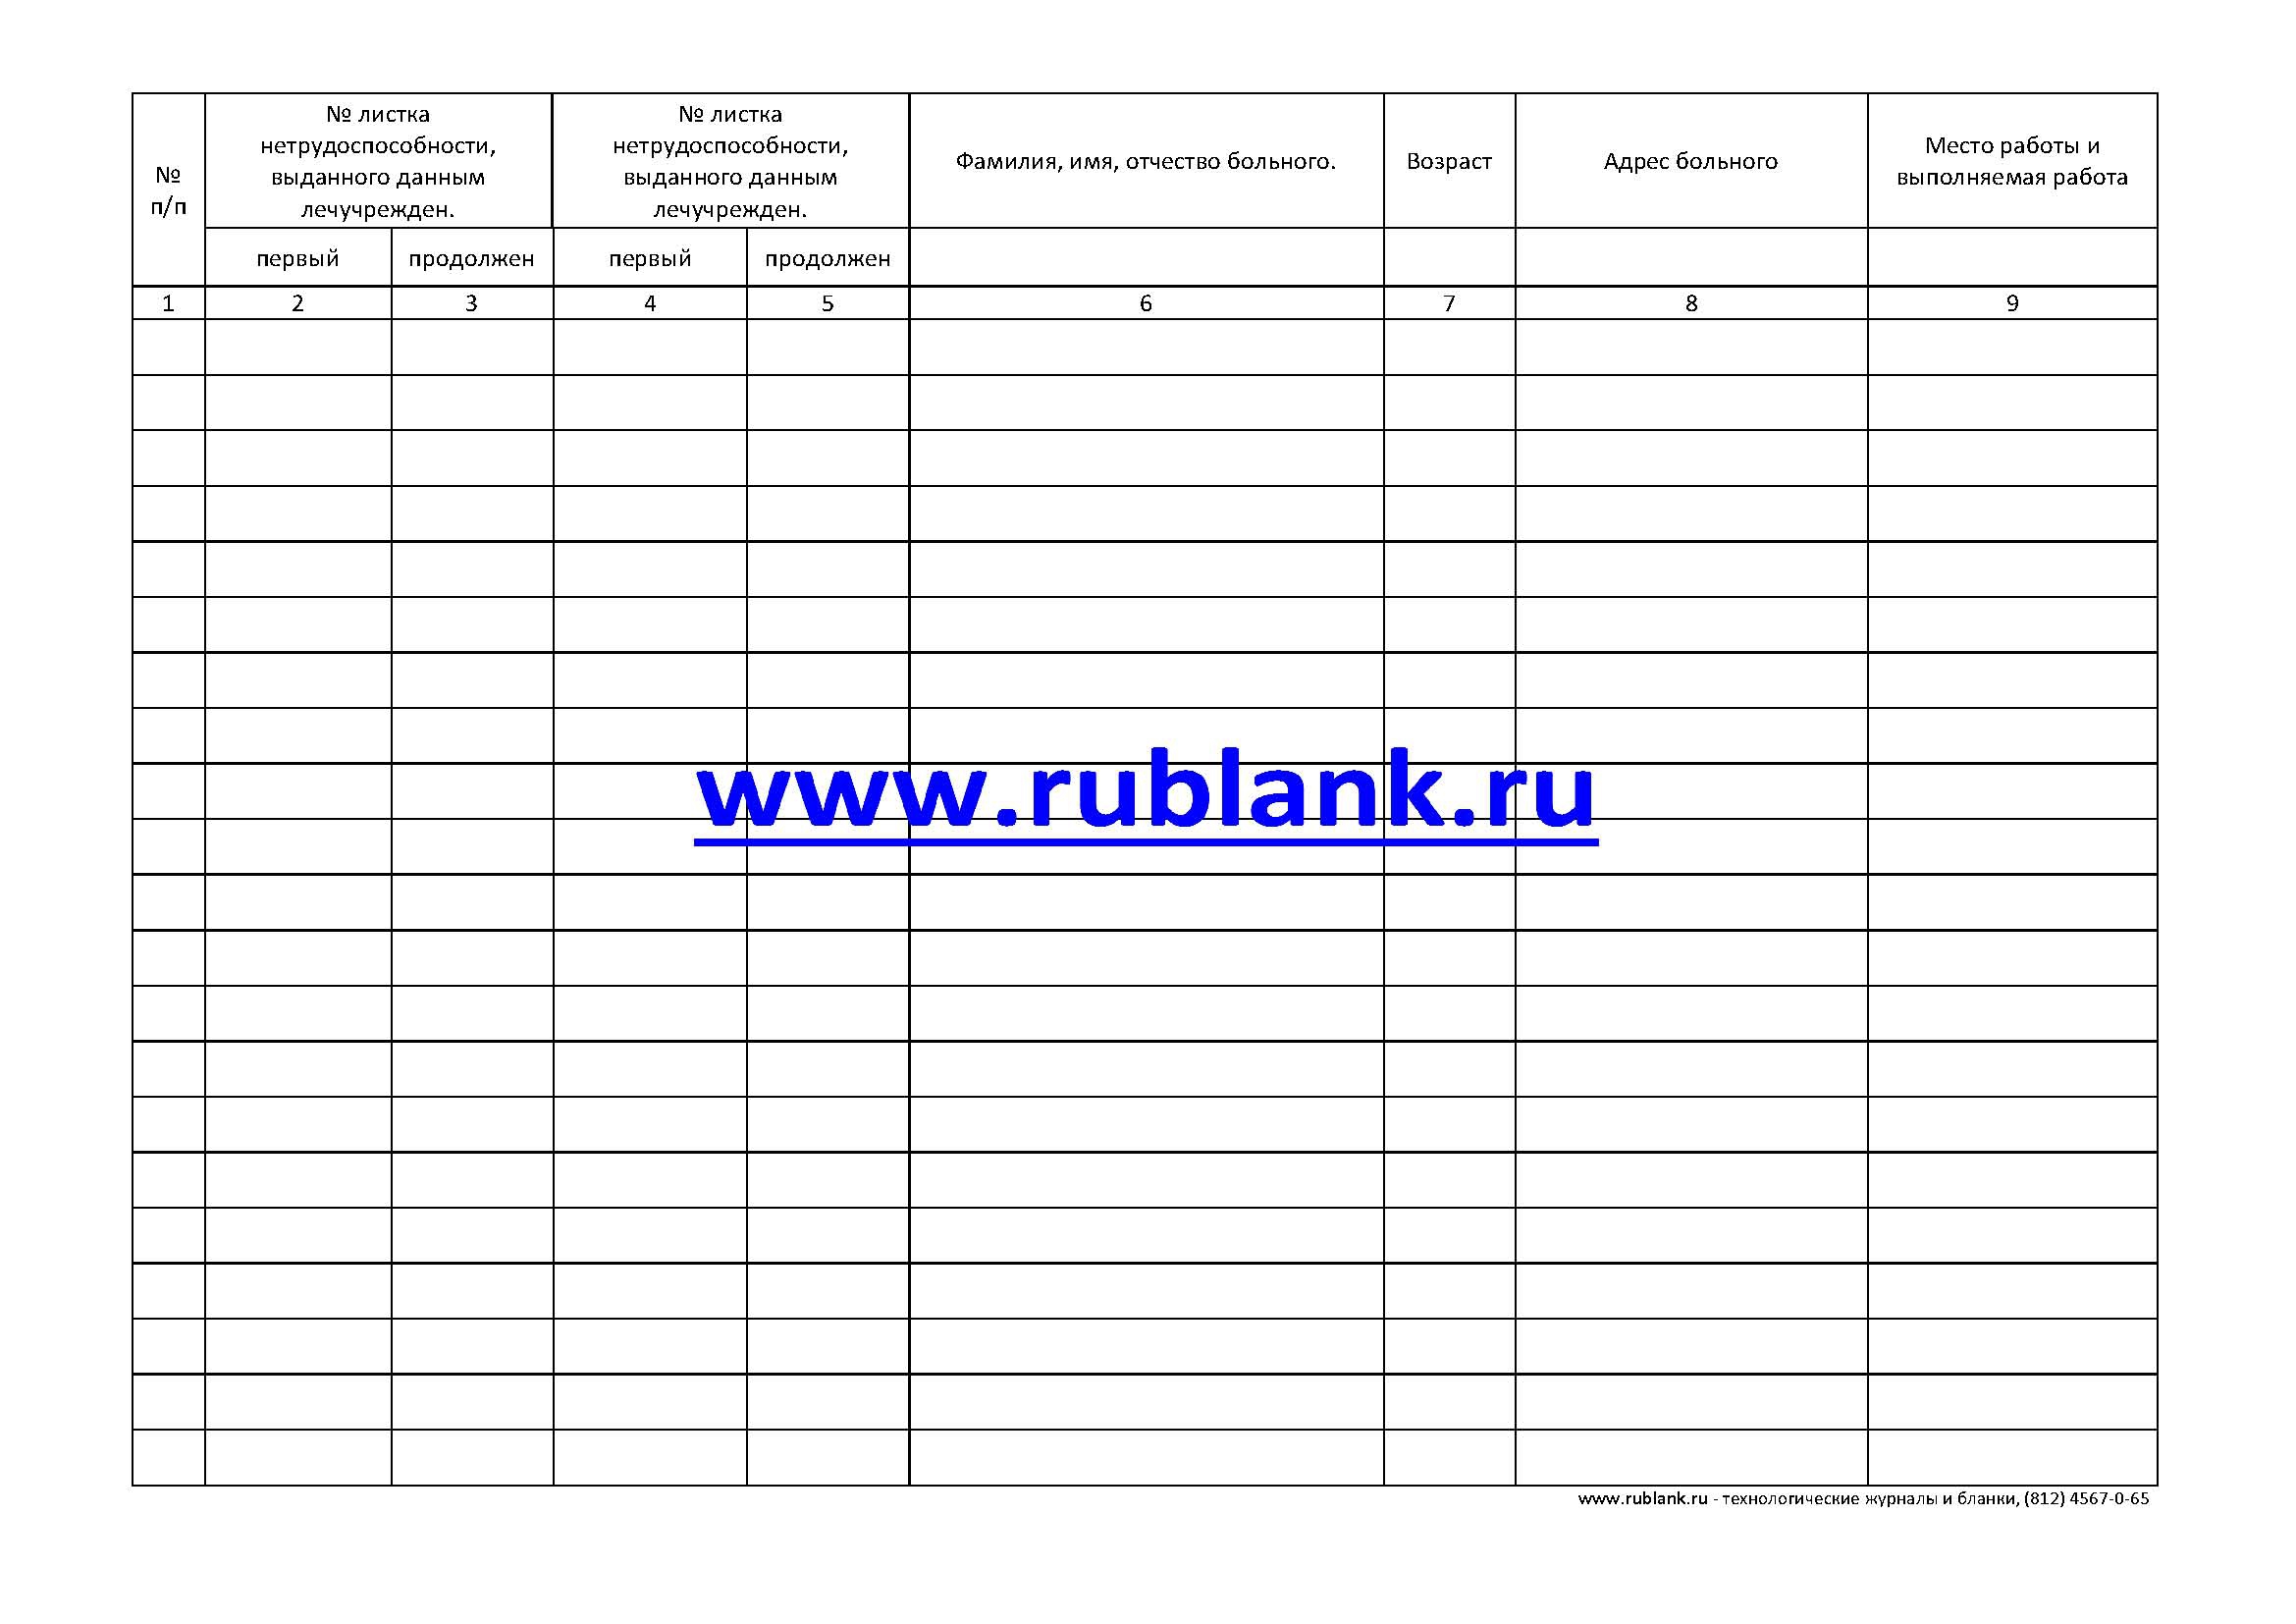 №
п/п
№ листка
нетрудоспособности,
выданного данным
лечучрежден.
№ листка
нетрудоспособности,
выданного данным
лечучрежден.
Фамилия, имя, отчество больного.
Возраст
Адрес больного
Место работы и
выполняемая работа
первый
продолжен
первый
продолжен
1 2 3 4 5 6 7 8 9
www.rublank.ru
www.rublank.ru - технологические журналы и бланки, (812) 4567-0-65